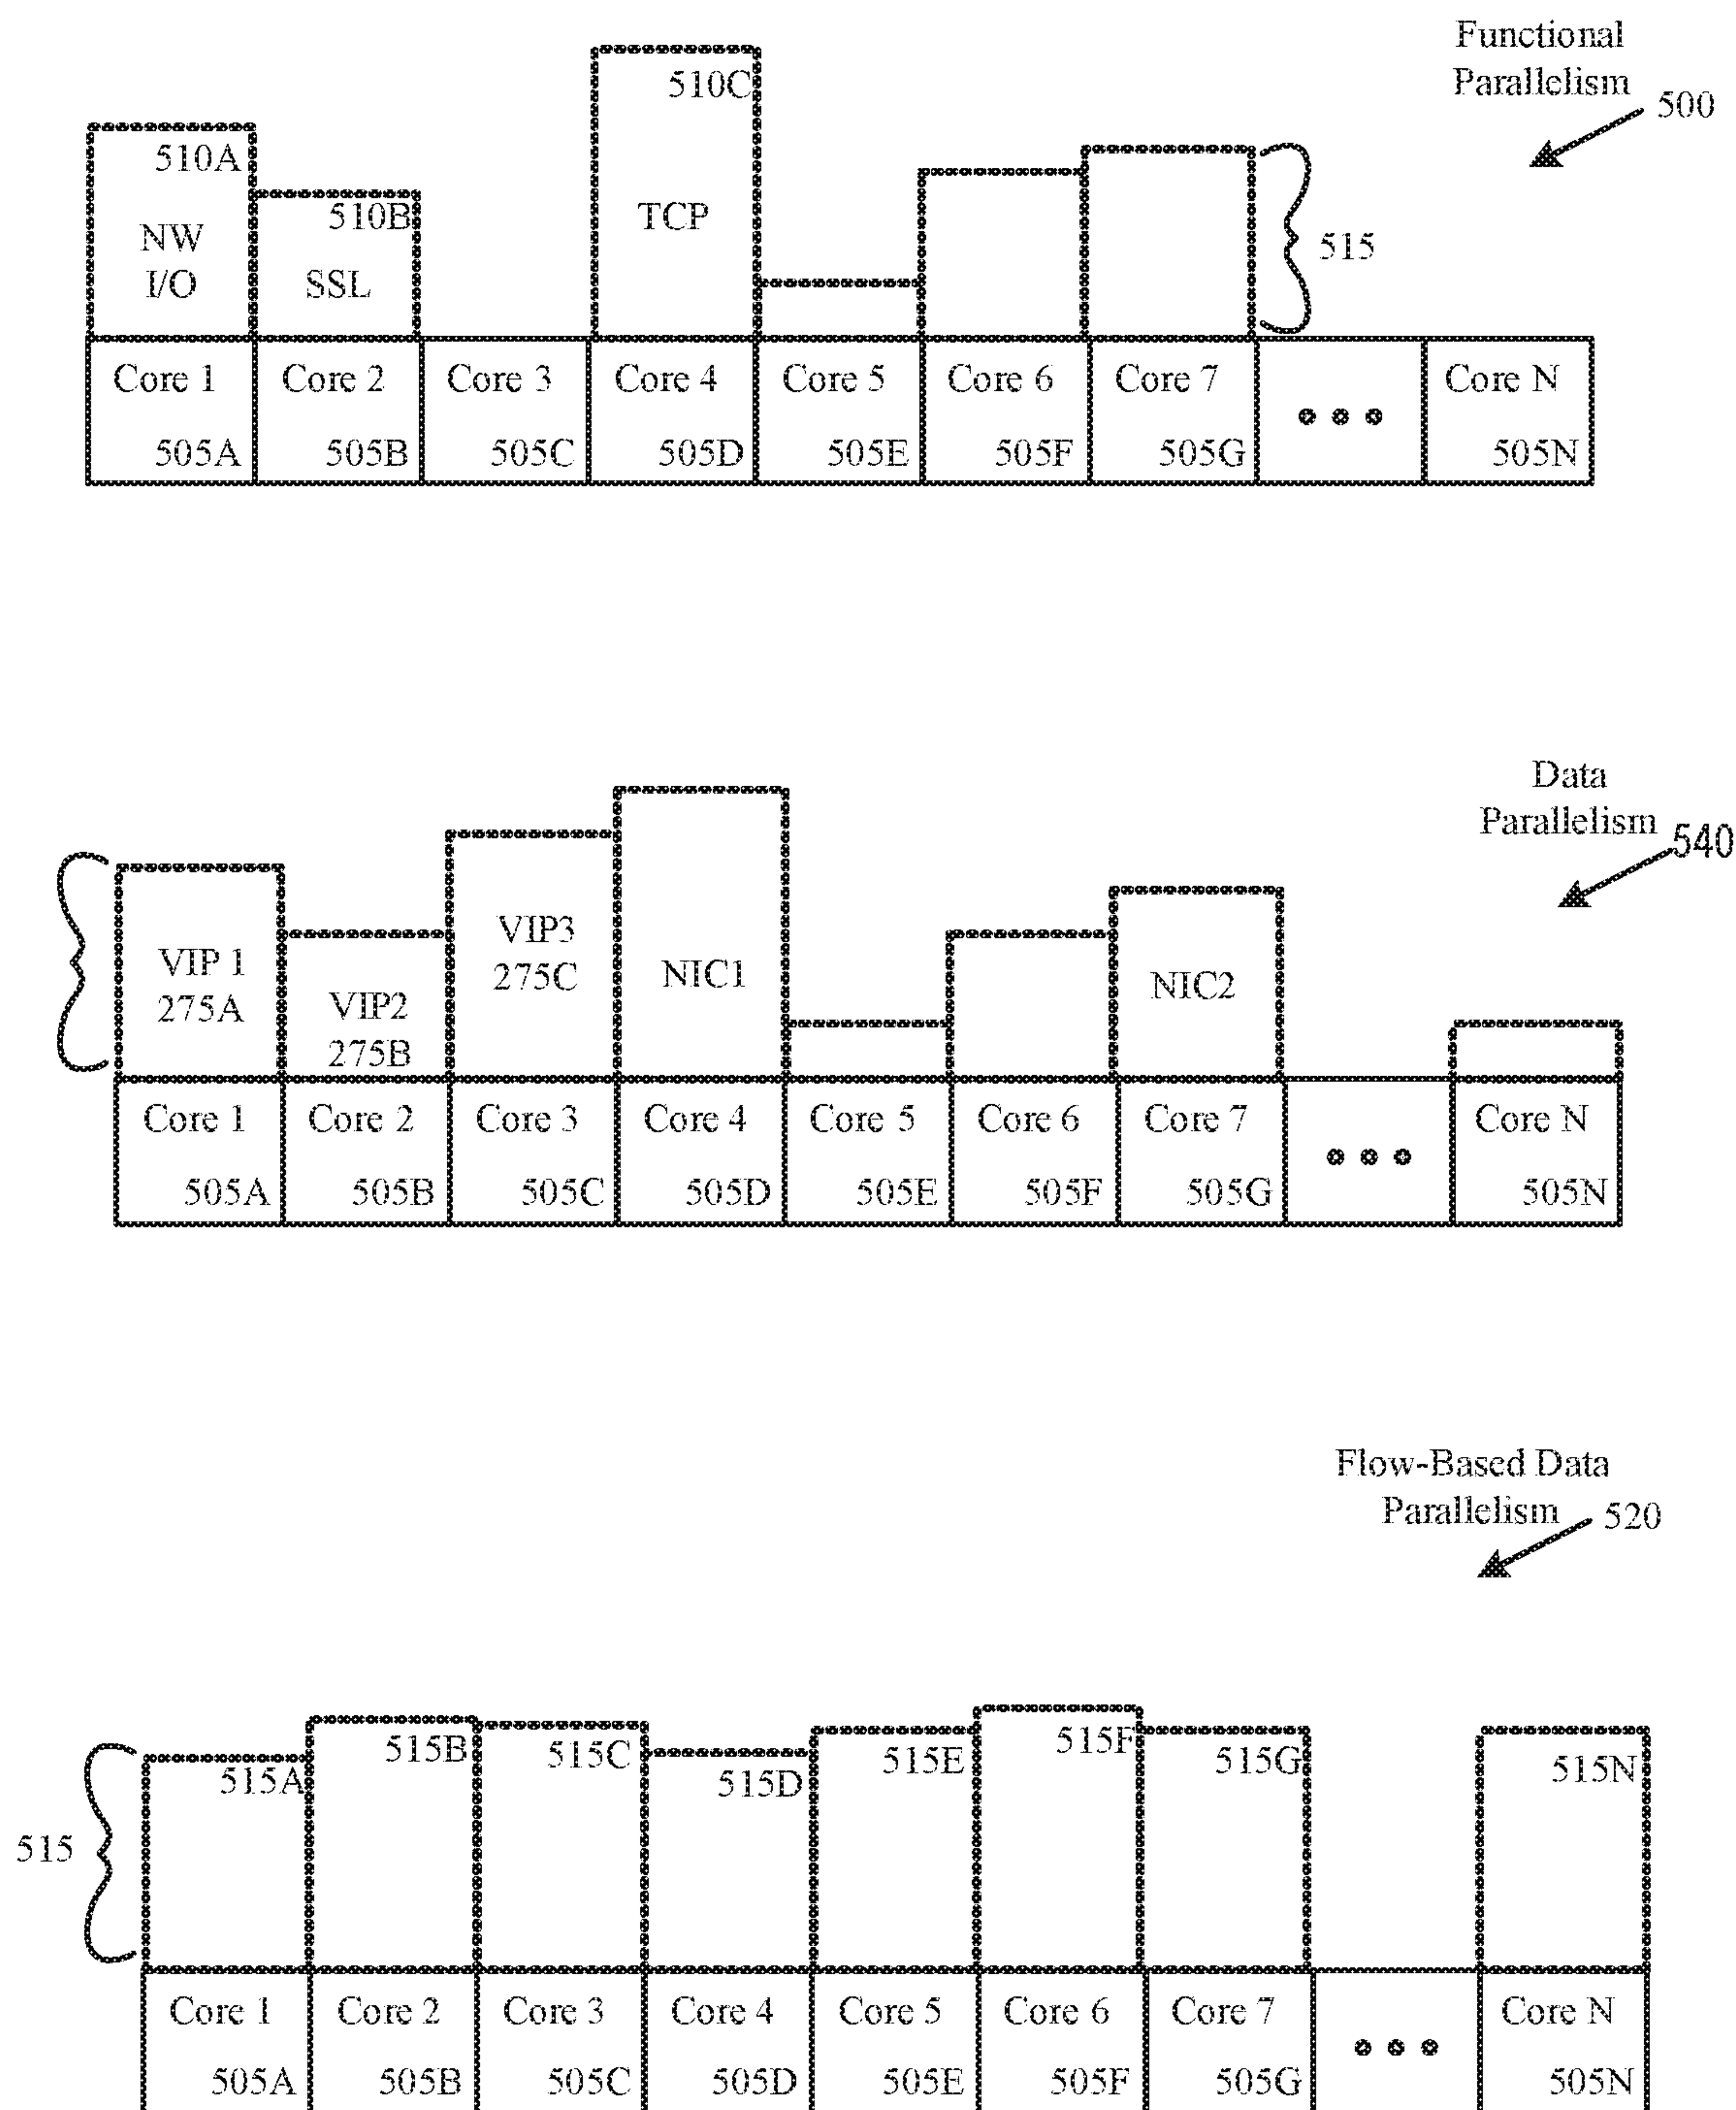 Functional
Parallelism
500
510C
510A
510B
NW
I/O
SSL
TCP
515
Core 1
Core 2
Core 3
Core 4
Core 5
Core 6
Core 7
Core N
505A
505B
505C
505D
505E
505F
505G
505N
Data
Parallelism
540
VIP 1
275A
VIP2
275B
VIP3
275C
NIC1
NIC2
Core 1
Core 2
Core 3
Core 4
Core 5
Core 6
Core 7
Core N
505A
505B
505C
505D
505E
505F
505G
505N
Flow-Based Data
Parallelism
520
515
515A
515B
515C
515D
515E
515F
515G
515N
Core 1
Core 2
Core 3
Core 4
Core 5
Core 6
Core 7
Core N
505A
505B
505C
505D
505E
505F
505G
505N